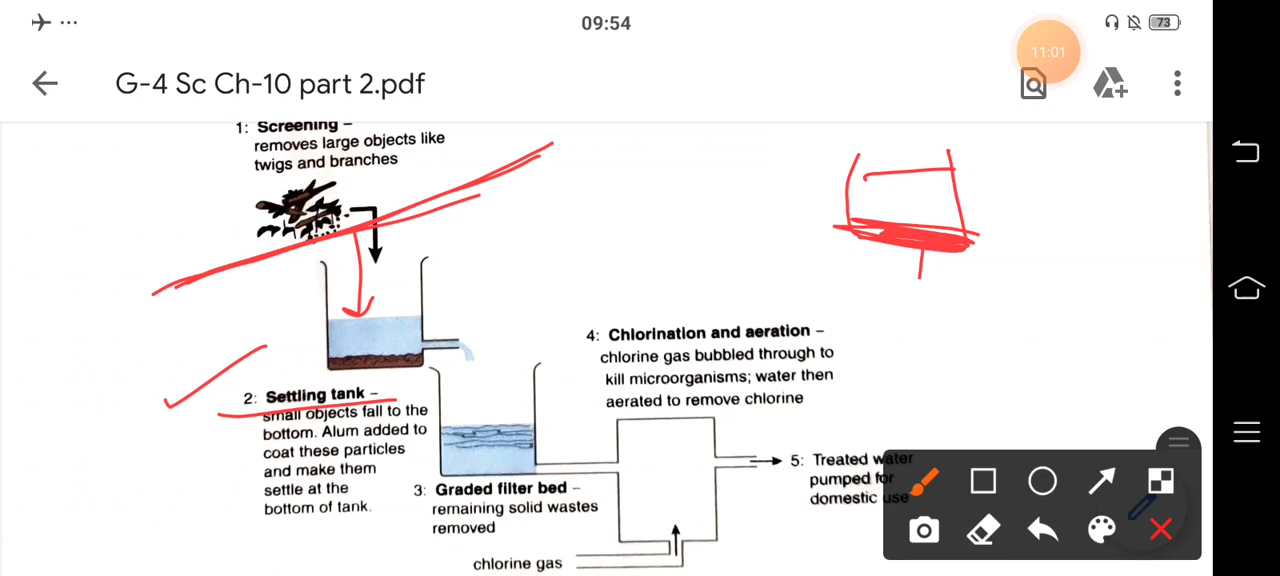 09:54
73
11:01
G-4 Sc Ch-10 part 2.pdf
1: Screening –
removes large objects like
twigs and branches
2: Settling tank –
small objects fall to the
bottom. Alum added to
coat these particles
and make them
settle at the
bottom of tank.
3: Graded filter bed –
remaining solid wastes
removed
chlorine gas
4: Chlorination and aeration –
chlorine gas bubbled through to
kill microorganisms; water then
aerated to remove chlorine
5: Treated water
pumped for
domestic use